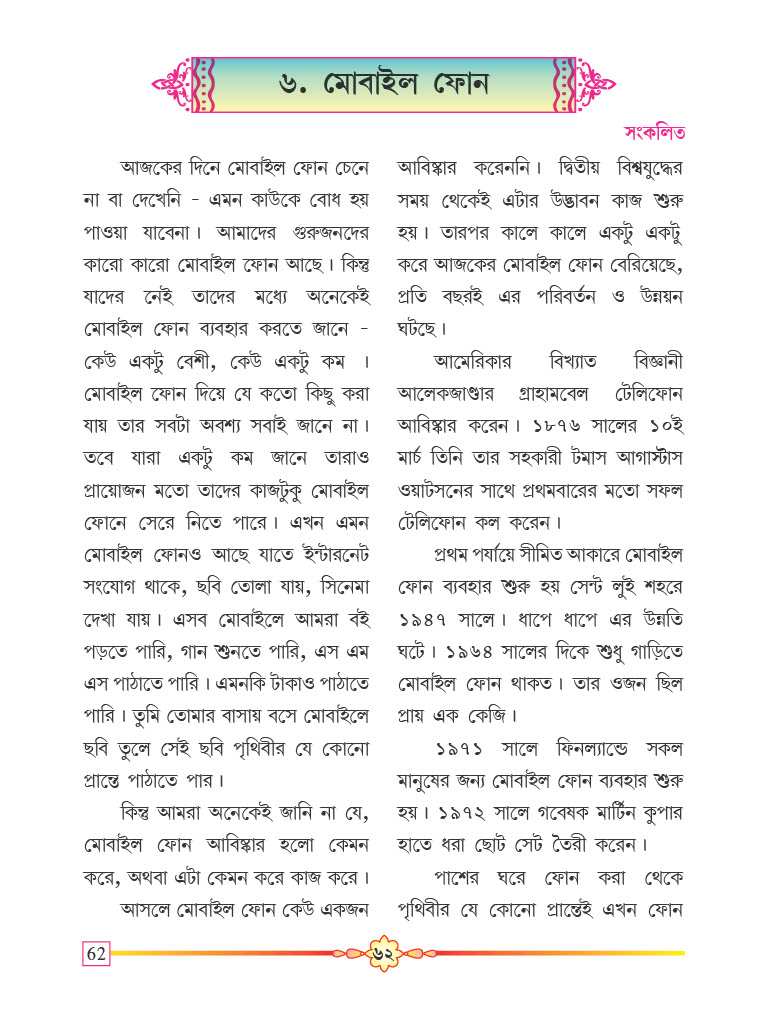 ৬. মোবাইল ফোন
সংকলিত
আজকের দিনে মোবাইল ফোন চেনে
না বা দেখেনি - এমন কাউকে বোধ হয়
পাওয়া যাবেনা। আমাদের গুরুজনদের
কারো কারো মোবাইল ফোন আছে। কিন্তু
যাদের নেই তাদের মধ্যে অনেকেই
মোবাইল ফোন ব্যবহার করতে জানে -
কেউ একটু বেশী, কেউ একটু কম ।
মোবাইল ফোন দিয়ে যে কতো কিছু করা
যায় তার সবটা অবশ্য সবাই জানে না।
তবে যারা একটু কম জানে তারাও
প্রায়োজন মতো তাদের কাজটুকু মোবাইল
ফোনে সেরে নিতে পারে। এখন এমন
মোবাইল ফোনও আছে যাতে ইন্টারনেট
সংযোগ থাকে, ছবি তোলা যায়, সিনেমা
দেখা যায়। এসব মোবাইলে আমরা বই
পড়তে পারি, গান শুনতে পারি, এস এম
এস পাঠাতে পারি। এমনকি টাকাও পাঠাতে
পারি। তুমি তোমার বাসায় বসে মোবাইলে
ছবি তুলে সেই ছবি পৃথিবীর যে কোনো
প্রান্তে পাঠাতে পার।
কিন্তু আমরা অনেকেই জানি না যে,
মোবাইল ফোন আবিষ্কার হলো কেমন
করে, অথবা এটা কেমন করে কাজ করে।
আসলে মোবাইল ফোন কেউ একজন
আবিষ্কার করেননি। দ্বিতীয় বিশ্বযুদ্ধের
সময় থেকেই এটার উদ্ভাবন কাজ শুরু
হয়। তারপর কালে কালে একটু একটু
করে আজকের মোবাইল ফোন বেরিয়েছে,
প্রতি বছরই এর পরিবর্তন ও উন্নয়ন
ঘটছে।
আমেরিকার বিখ্যাত বিজ্ঞানী
আলেকজাণ্ডার গ্রাহামবেল টেলিফোন
আবিষ্কার করেন। ১৮৭৬ সালের ১০ই
মার্চ তিনি তার সহকারী টমাস আগাস্টাস
ওয়াটসনের সাথে প্রথমবারের মতো সফল
টেলিফোন কল করেন।
প্রথম পর্যায়ে সীমিত আকারে মোবাইল
ফোন ব্যবহার শুরু হয় সেন্ট লুই শহরে
১৯৪৭ সালে। ধাপে ধাপে এর উন্নতি
ঘটে। ১৯৬৪ সালের দিকে শুধু গাড়িতে
মোবাইল ফোন থাকত। তার ওজন ছিল
প্রায় এক কেজি।
১৯৭১ সালে ফিনল্যান্ডে সকল
মানুষের জন্য মোবাইল ফোন ব্যবহার শুরু
হয়। ১৯৭২ সালে গবেষক মার্টিন কুপার
হাতে ধরা ছোট সেট তৈরী করেন।
পাশের ঘরে ফোন করা থেকে
পৃথিবীর যে কোনো প্রান্তেই এখন ফোন
62
৬২